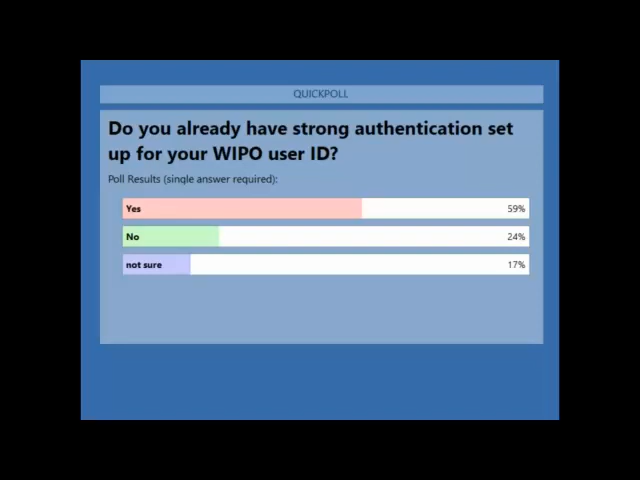 QUICKPOLL
Do you already have strong authentication set
up for your WIPO user ID?
Poll Results (single answer required):
Yes 59%
No 24%
not sure 17%